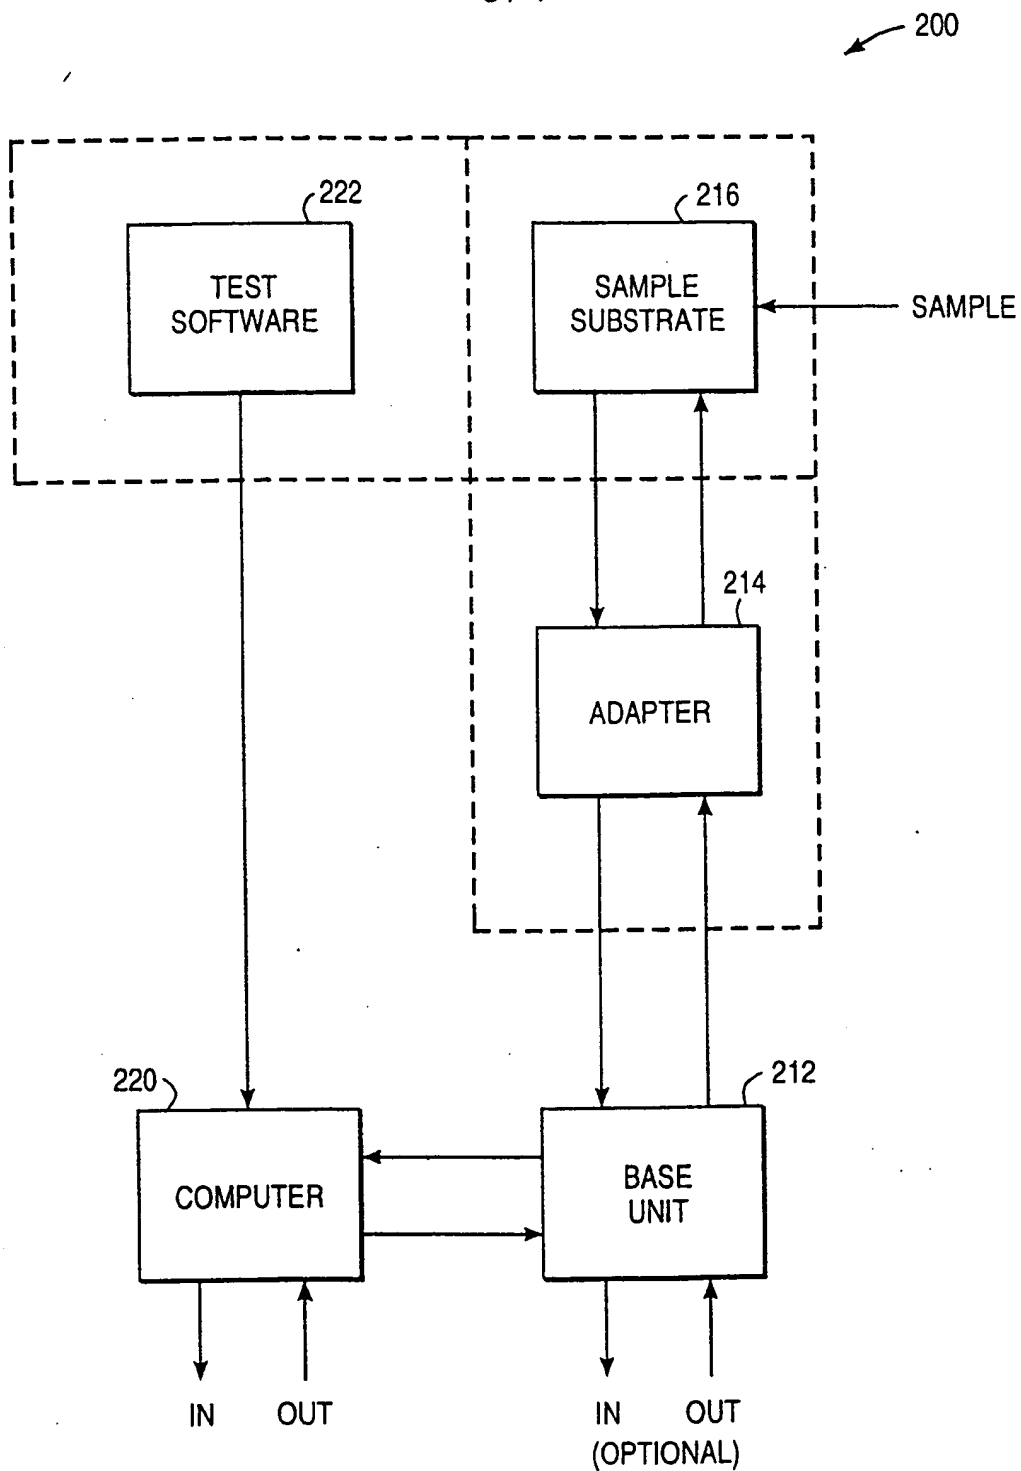 200
222
216
TEST
SOFTWARE
SAMPLE
SUBSTRATE
SAMPLE
214
ADAPTER
220
212
COMPUTER
BASE
UNIT
IN
OUT
IN
OUT
(OPTIONAL)